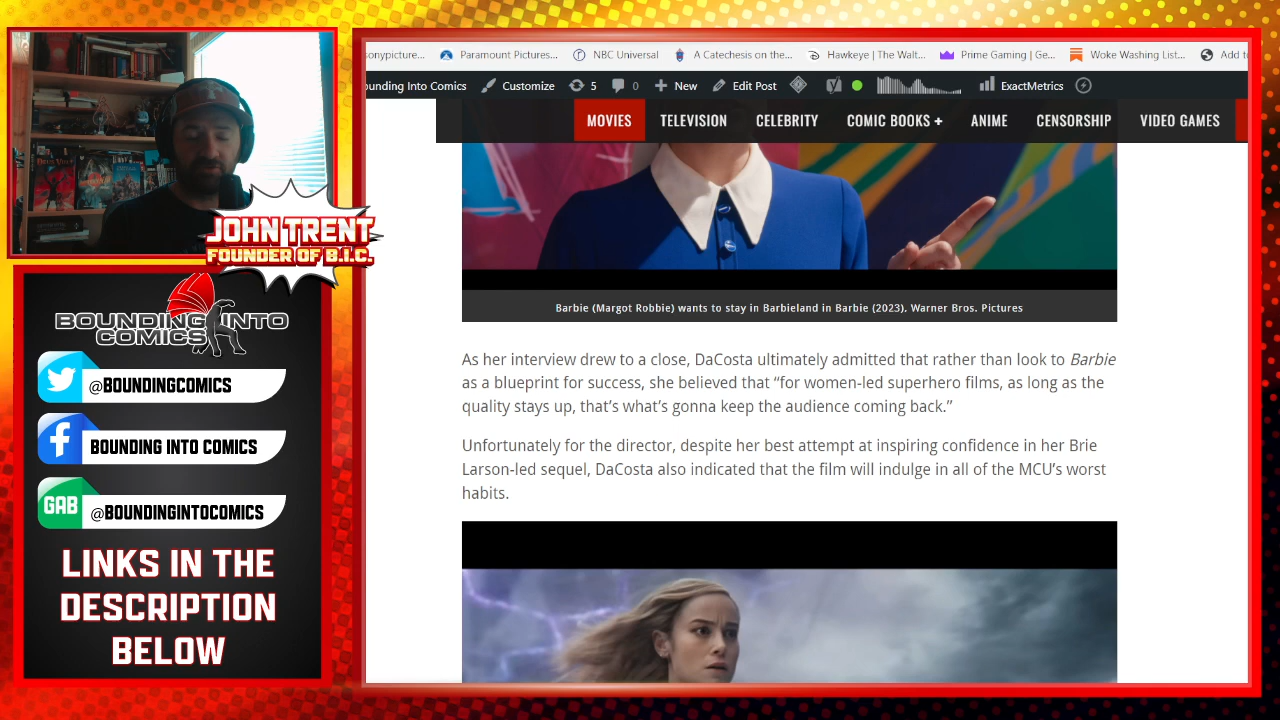 sonypicture...
Paramount Pictures...
NBC Universal
A Catechesis on the...
Hawkeye | The Walt...
Prime Gaming | Ge...
Woke Washing List...
Add t
ounding Into Comics
Customize
5
0
New
Edit Post
ExactMetrics
MOVIES
TELEVISION
CELEBRITY
COMIC BOOKS +
ANIME
CENSORSHIP
VIDEO GAMES
JOHN TRENT
FOUNDER OF B.I.C.
BOUNDING INTO
COMICS
@BOUNDINGCOMICS
BOUNDING INTO COMICS
GAB
@BOUNDINGINTOCOMICS
LINKS IN THE
DESCRIPTION
BELOW
Barbie (Margot Robbie) wants to stay in Barbieland in Barbie (2023), Warner Bros. Pictures
As her interview drew to a close, DaCosta ultimately admitted that rather than look to Barbie
as a blueprint for success, she believed that “for women-led superhero films, as long as the
quality stays up, that’s what’s gonna keep the audience coming back.”
Unfortunately for the director, despite her best attempt at inspiring confidence in her Brie
Larson-led sequel, DaCosta also indicated that the film will indulge in all of the MCU’s worst
habits.